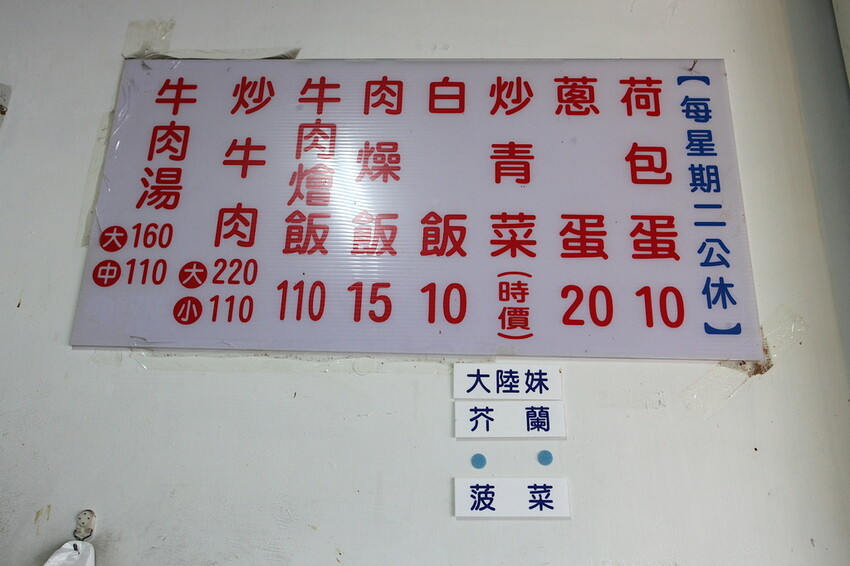 【每星期二公休】
荷包蛋 10
蔥蛋 20
炒青菜(時價)
白飯 10
肉燥飯 15
牛肉燴飯 110
炒牛肉 大220 小110
牛肉湯 大160 中110
大陸妹
芥蘭
菠菜